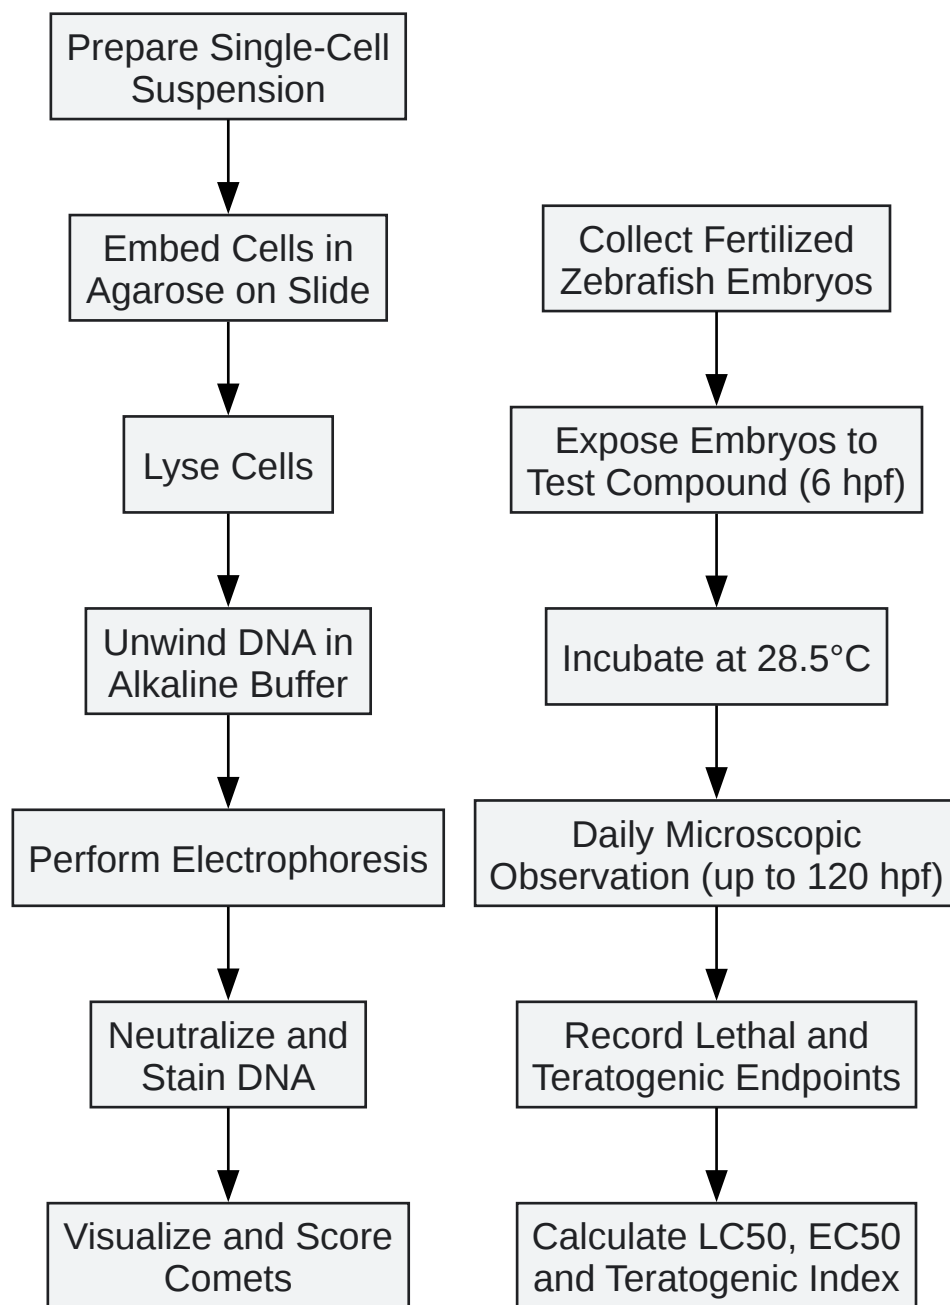 Prepare Single-Cell
Suspension
Embed Cells in
Agarose on Slide
Lyse Cells
Unwind DNA in
Alkaline Buffer
Perform Electrophoresis
Neutralize and
Stain DNA
Visualize and Score
Comets
Collect Fertilized
Zebrafish Embryos
Expose Embryos to
Test Compound (6 hpf)
Incubate at 28.5°C
Daily Microscopic
Observation (up to 120 hpf)
Record Lethal and
Teratogenic Endpoints
Calculate LC50, EC50
and Teratogenic Index